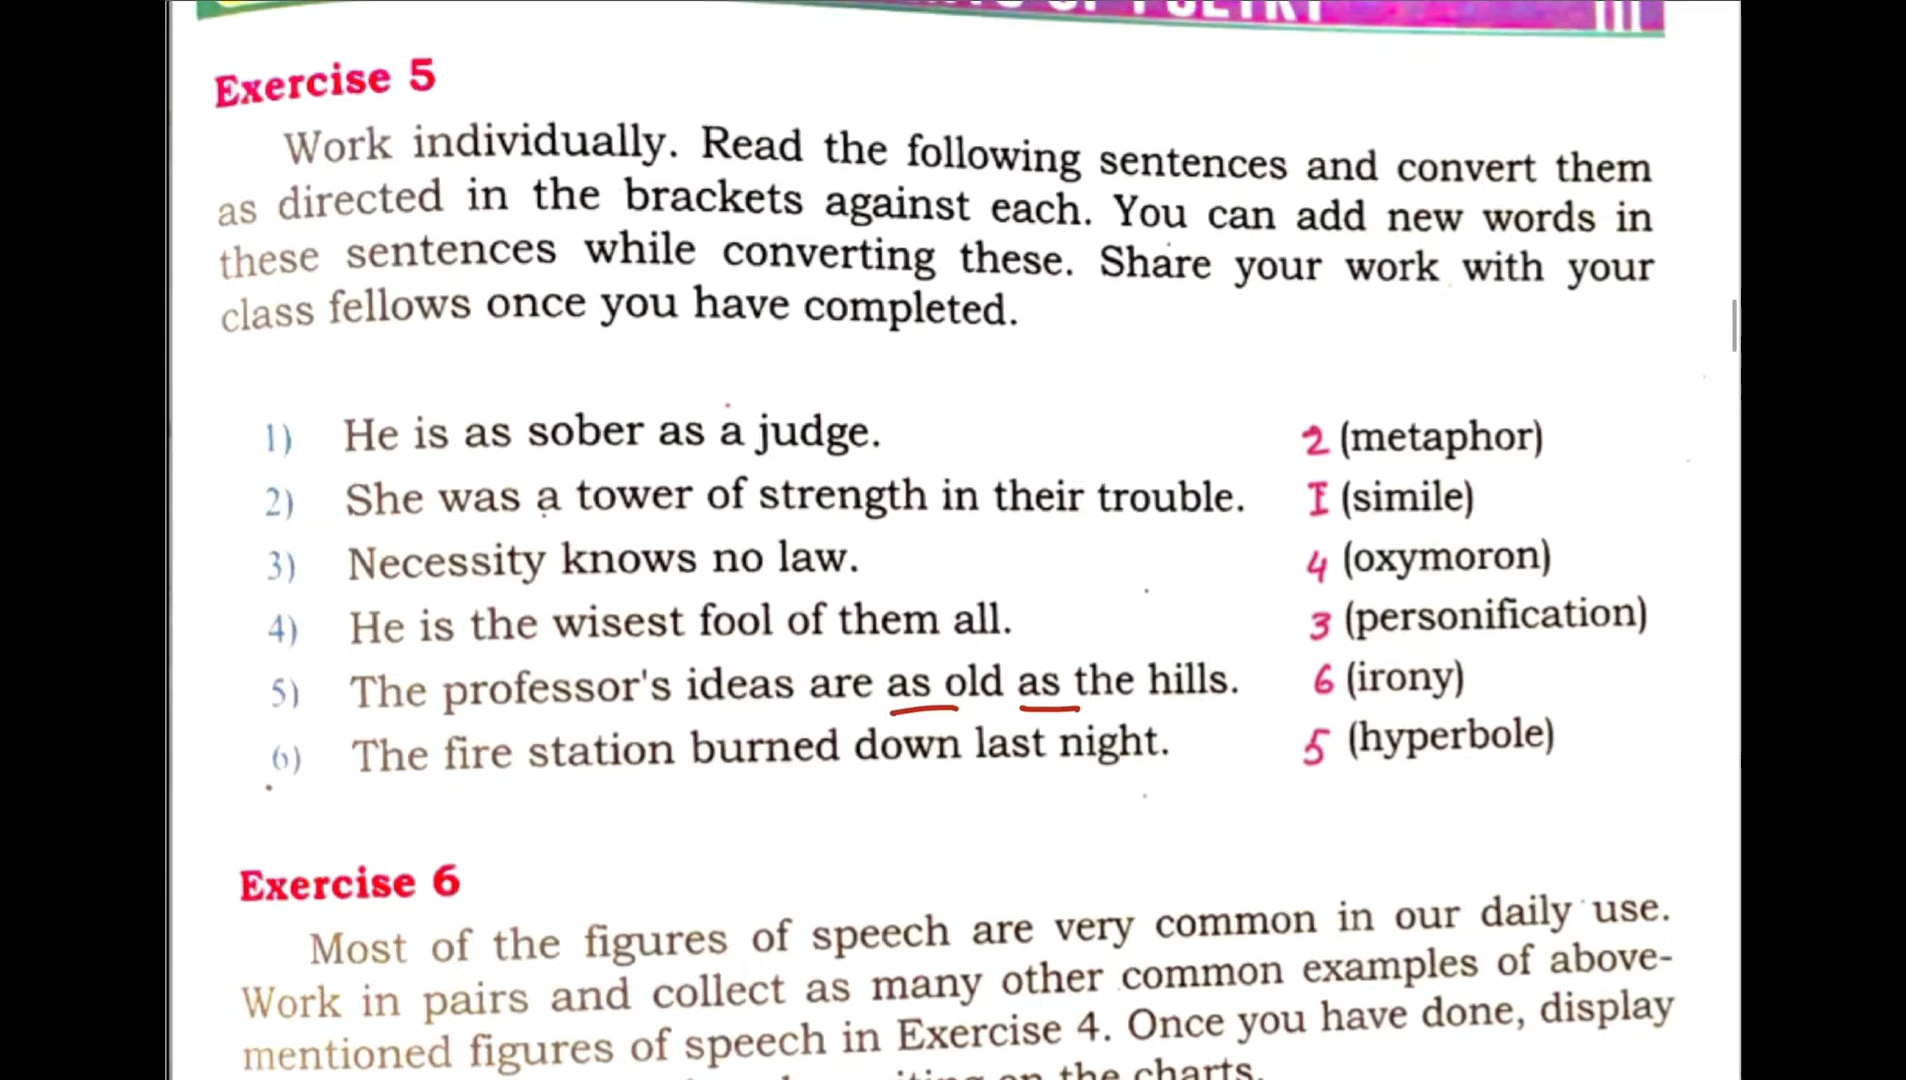 OF POETRY
Exercise 5
Work individually. Read the following sentences and convert them
as directed in the brackets against each. You can add new words in
these sentences while converting these. Share your work with your
class fellows once you have completed.
1) He is as sober as a judge. 2 (metaphor)
2) She was a tower of strength in their trouble. I (simile)
3) Necessity knows no law. 4 (oxymoron)
4) He is the wisest fool of them all. 3 (personification)
5) The professor's ideas are as old as the hills. 6 (irony)
6) The fire station burned down last night. 5 (hyperbole)
Exercise 6
Most of the figures of speech are very common in our daily use.
Work in pairs and collect as many other common examples of above-
mentioned figures of speech in Exercise 4. Once you have done, display
on the charts.